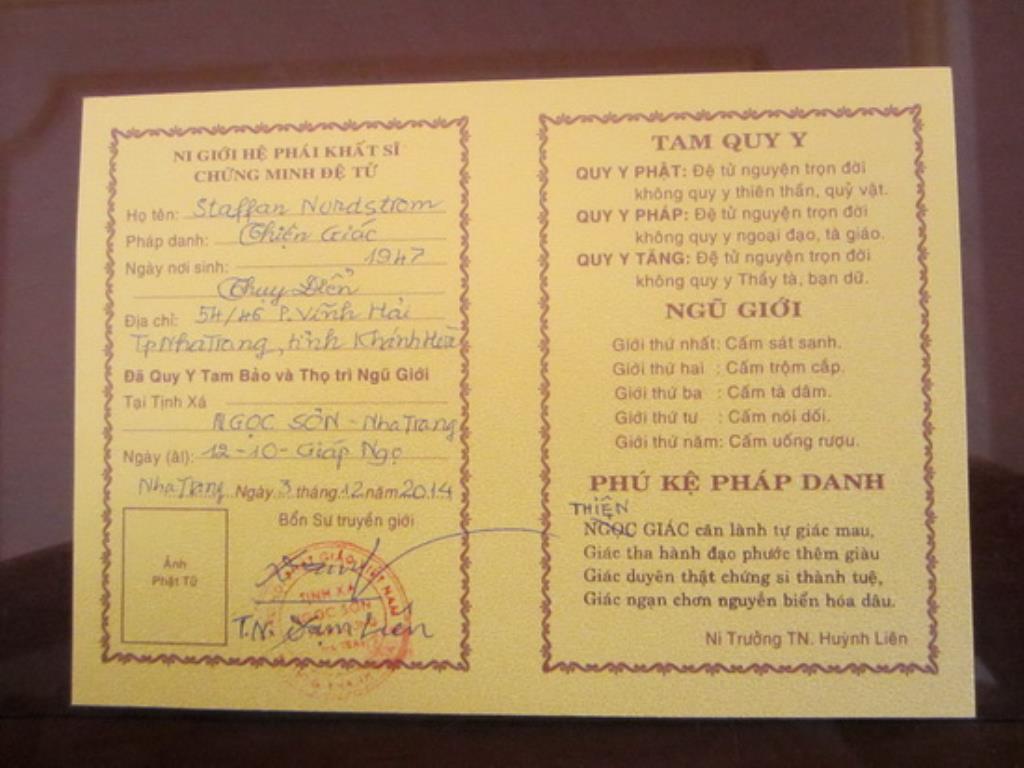 NI GIỚI HỆ PHÁI KHẤT SĨ
CHỨNG MINH ĐỆ TỬ
Họ tên: Staffan Nordstrom
Pháp danh: Thiện Giác
Ngày nơi sinh: 1947
Thụy Điển
Địa chỉ: 54/46 P. Vĩnh Hải
Tp Nha Trang, tỉnh Khánh Hoà
Đã Quy Y Tam Bảo và Thọ trì Ngũ Giới
Tại Tịnh Xá
NGỌC SƠN - Nha Trang
Ngày (âl): 12-10- Giáp Ngọ
Nha Trang Ngày 3 tháng 12 năm 2014
Bổn Sư truyền giới
Ảnh
Phật Tử
TỊNH XÁ
NGỌC SƠN
T.N. Liên
TAM QUY Y
QUY Y PHẬT: Đệ tử nguyện trọn đời
không quy y thiên thần, quỷ vật.
QUY Y PHÁP: Đệ tử nguyện trọn đời
không quy y ngoại đạo, tà giáo.
QUY Y TĂNG: Đệ tử nguyện trọn đời
không quy y Thầy tà, bạn dữ.
NGŨ GIỚI
Giới thứ nhất: Cấm sát sanh.
Giới thứ hai : Cấm trộm cắp.
Giới thứ ba : Cấm tà dâm.
Giới thứ tư : Cấm nói dối.
Giới thứ năm: Cấm uống rượu.
PHÚ KỆ PHÁP DANH
THIỆN
NGỌC GIÁC căn lành tự giác mau,
Giác tha hành đạo phước thêm giàu
Giác duyên thật chứng si thành tuệ,
Giác ngạn chơn nguyên biển hóa dâu.
Ni Trưởng TN. Huỳnh Liên